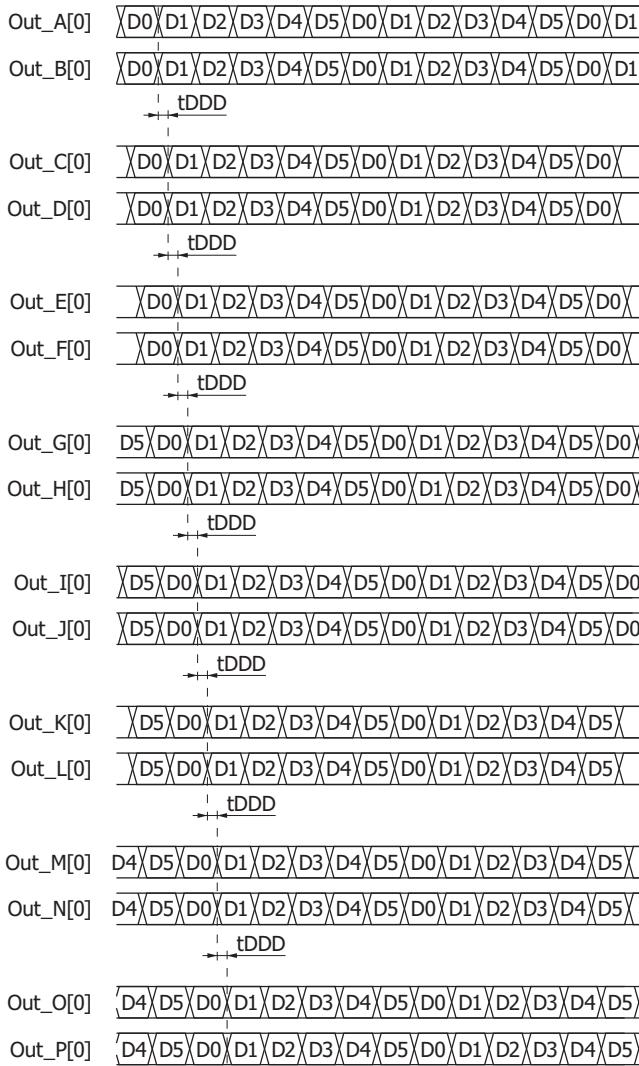 Out_A[0] D0 D1 D2 D3 D4 D5 D0 D1 D2 D3 D4 D5 D0 D1
Out_B[0] D0 D1 D2 D3 D4 D5 D0 D1 D2 D3 D4 D5 D0 D1
tDDD
Out_C[0] D0 D1 D2 D3 D4 D5 D0 D1 D2 D3 D4 D5 D0
Out_D[0] D0 D1 D2 D3 D4 D5 D0 D1 D2 D3 D4 D5 D0
tDDD
Out_E[0] D0 D1 D2 D3 D4 D5 D0 D1 D2 D3 D4 D5 D0
Out_F[0] D0 D1 D2 D3 D4 D5 D0 D1 D2 D3 D4 D5 D0
tDDD
Out_G[0] D5 D0 D1 D2 D3 D4 D5 D0 D1 D2 D3 D4 D5 D0
Out_H[0] D5 D0 D1 D2 D3 D4 D5 D0 D1 D2 D3 D4 D5 D0
tDDD
Out_I[0] D5 D0 D1 D2 D3 D4 D5 D0 D1 D2 D3 D4 D5 D0
Out_J[0] D5 D0 D1 D2 D3 D4 D5 D0 D1 D2 D3 D4 D5 D0
tDDD
Out_K[0] D5 D0 D1 D2 D3 D4 D5 D0 D1 D2 D3 D4 D5
Out_L[0] D5 D0 D1 D2 D3 D4 D5 D0 D1 D2 D3 D4 D5
tDDD
Out_M[0] D4 D5 D0 D1 D2 D3 D4 D5 D0 D1 D2 D3 D4 D5
Out_N[0] D4 D5 D0 D1 D2 D3 D4 D5 D0 D1 D2 D3 D4 D5
tDDD
Out_O[0] D4 D5 D0 D1 D2 D3 D4 D5 D0 D1 D2 D3 D4 D5
Out_P[0] D4 D5 D0 D1 D2 D3 D4 D5 D0 D1 D2 D3 D4 D5